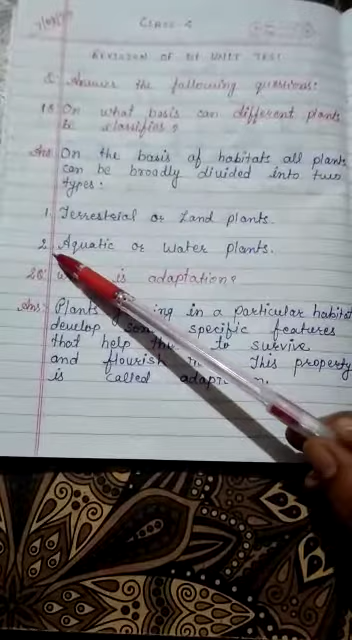 CLASS-4
REVISION OF UNIT TEST
Q. Answer the following questions:
1Q On what basis can different plants
be classifies?
Ans On the basis of habitats all plants
can be broadly divided into two
types:
1. Terrestrial or Land plants.
2. Aquatic or Water plants.
2Q: is adaptation?
Ans: Plants in a particular habitat
develop specific features
that help to survive
and flourish This property
is called